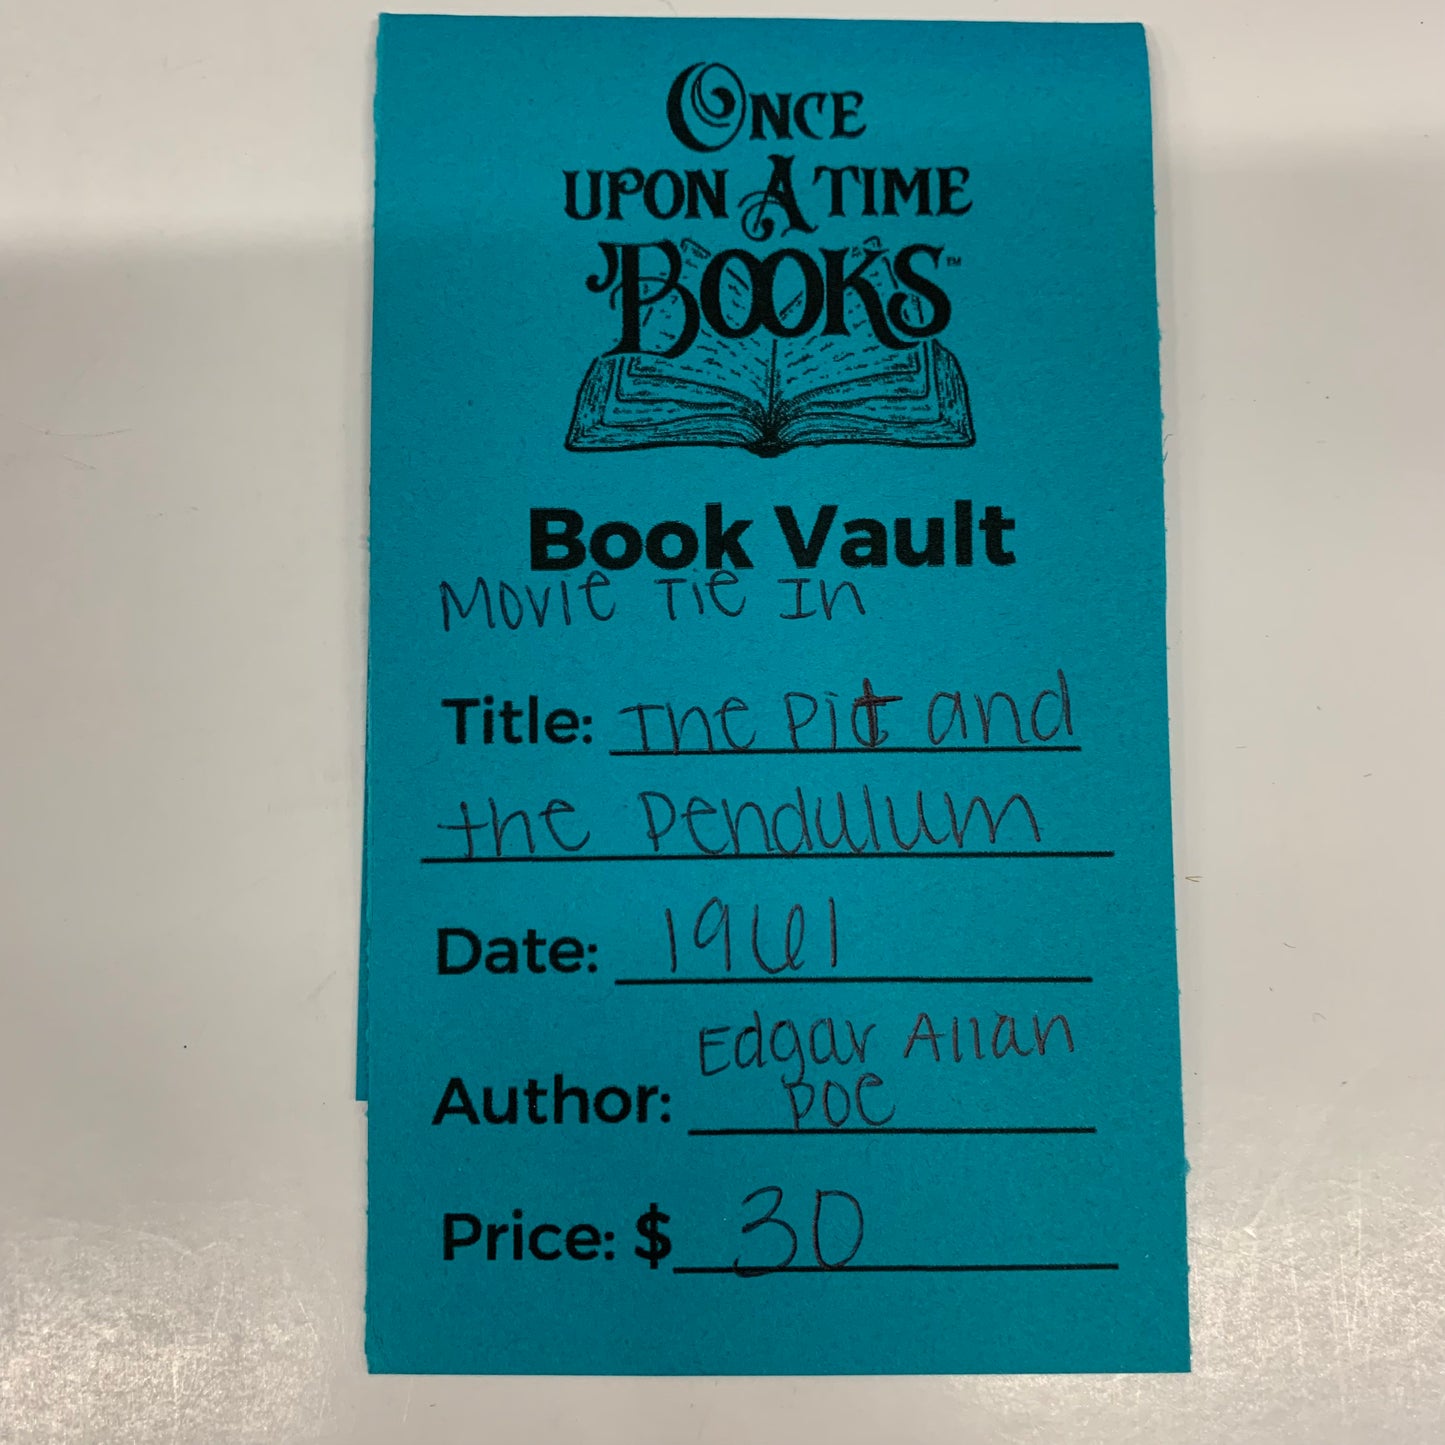 ONCE
UPON A TIME
BOOKS™
Book Vault
Movie Tie In
Title: The Pit and
the Pendulum
Date: 1961
Edgar Allan
Author: Poe
Price: $ 30